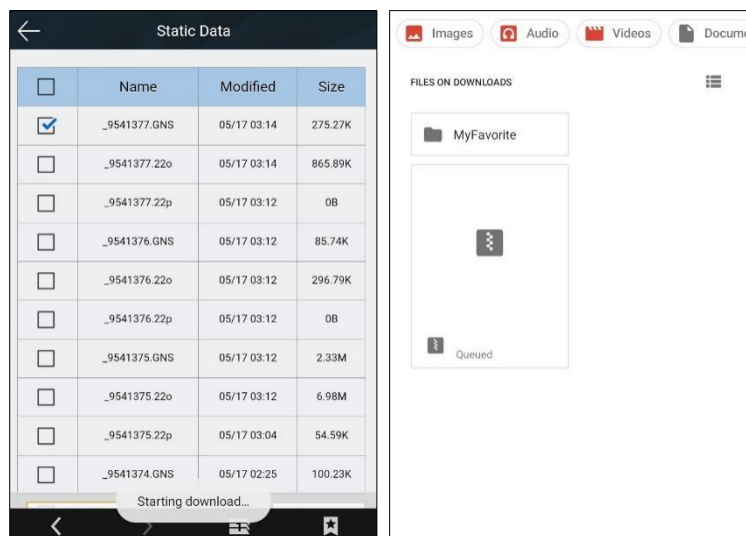 Static Data
Name Modified Size
_9541377.GNS 05/17 03:14 275.27K
_9541377.22o 05/17 03:14 865.89K
_9541377.22p 05/17 03:12 0B
_9541376.GNS 05/17 03:12 85.74K
_9541376.22o 05/17 03:12 296.79K
_9541376.22p 05/17 03:12 0B
_9541375.GNS 05/17 03:12 2.33M
_9541375.22o 05/17 03:12 6.98M
_9541375.22p 05/17 03:04 54.59K
_9541374.GNS 05/17 02:25 100.23K
Starting download...
Images Audio Videos Docume
FILES ON DOWNLOADS
MyFavorite
Queued